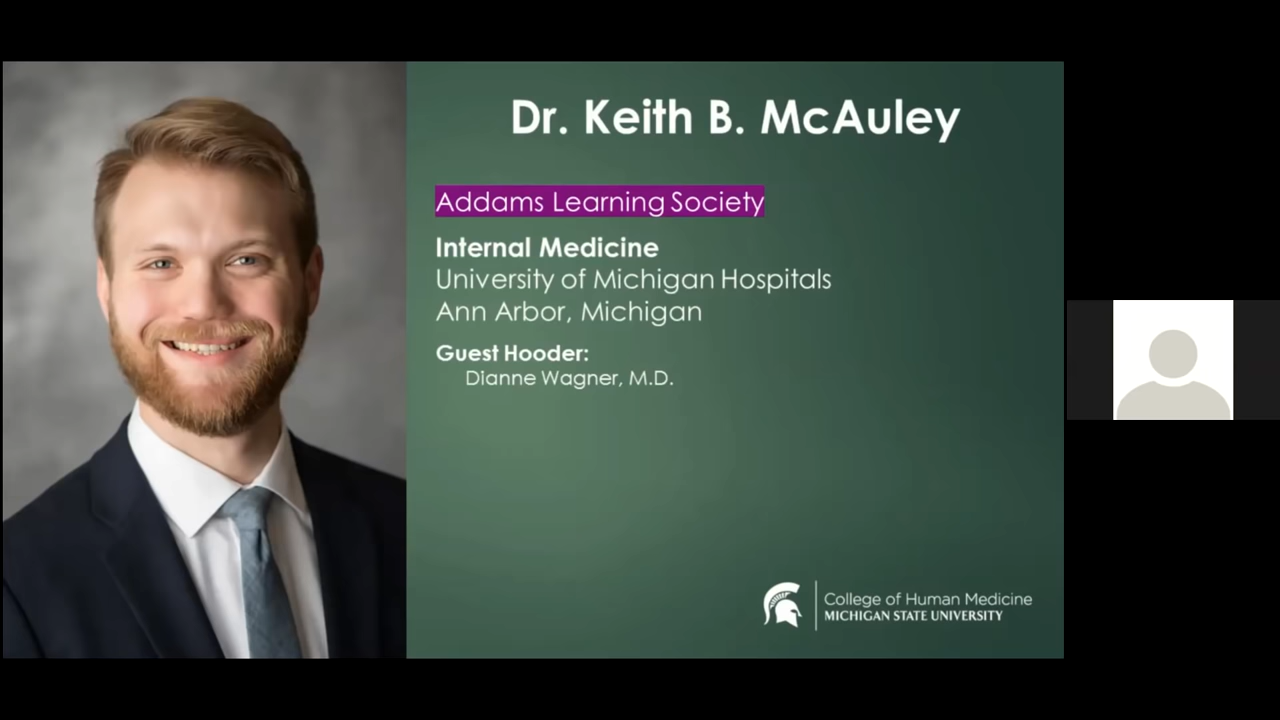 Dr. Keith B. McAuley
Addams Learning Society
Internal Medicine
University of Michigan Hospitals
Ann Arbor, Michigan
Guest Hooder:
Dianne Wagner, M.D.
College of Human Medicine
MICHIGAN STATE UNIVERSITY